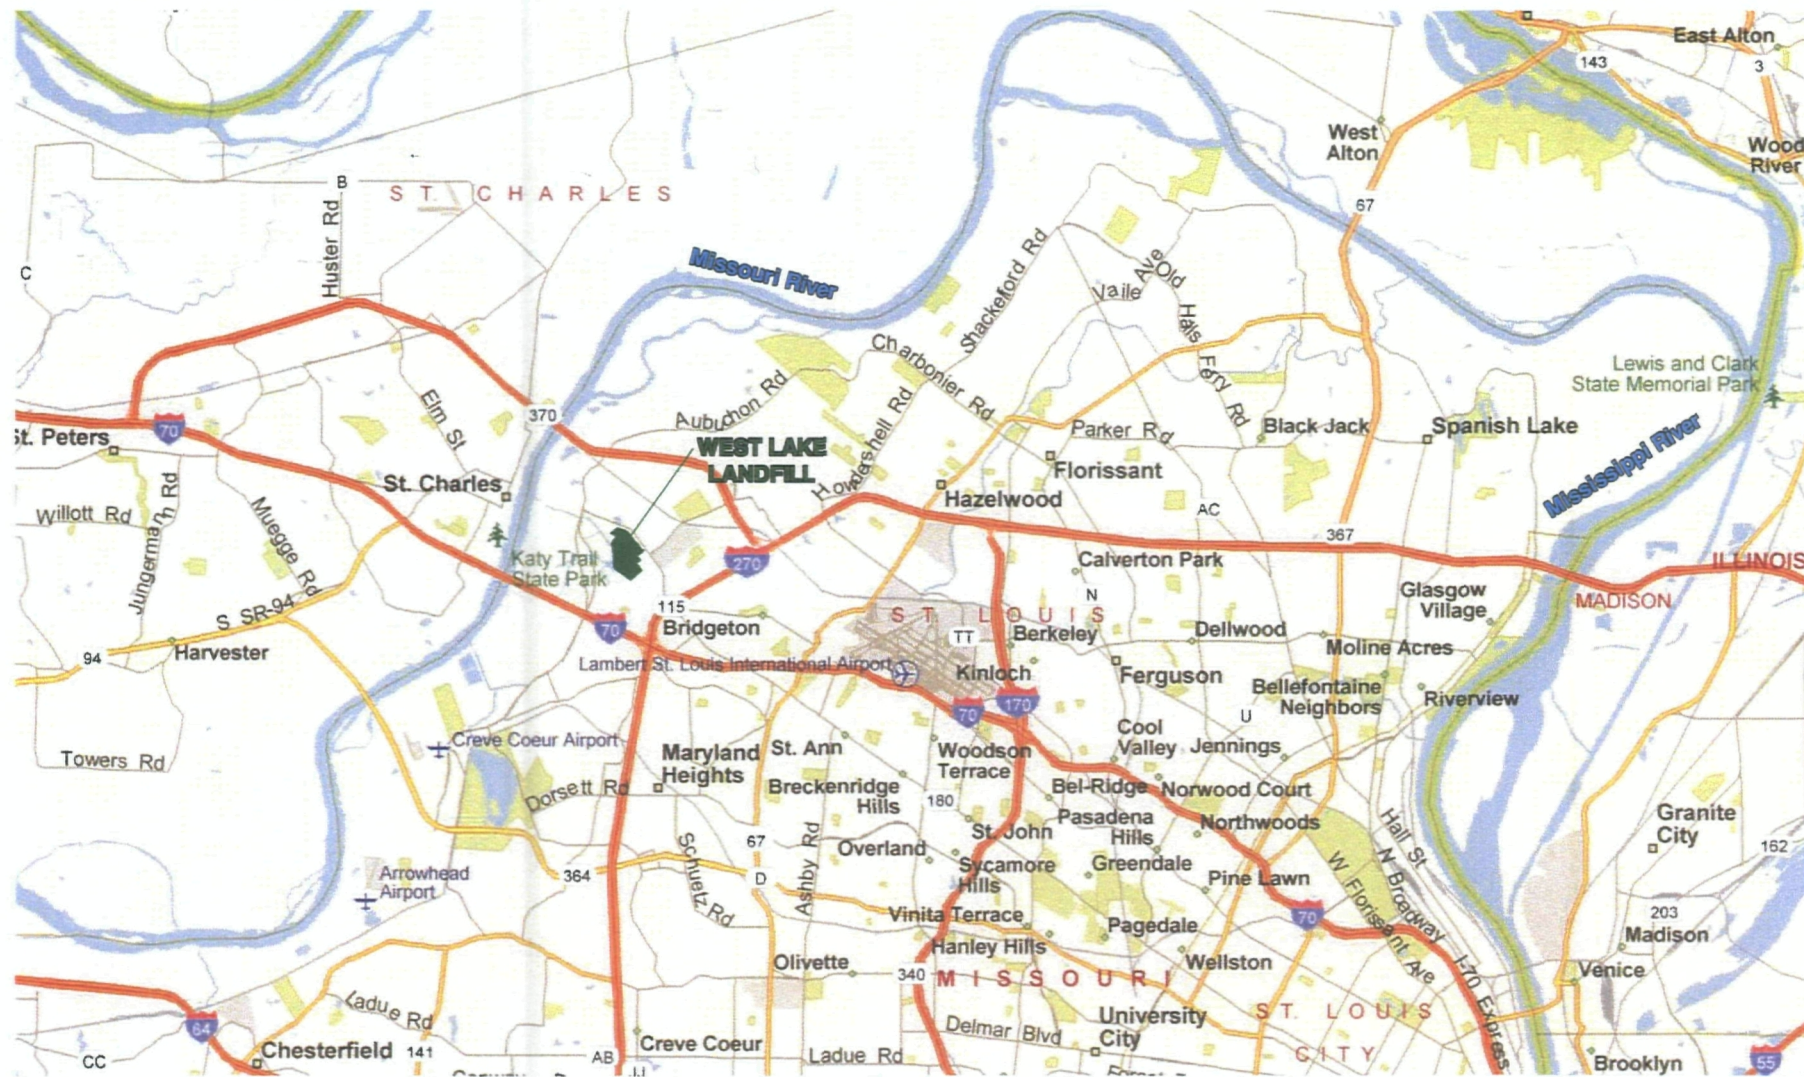 East Alton
143
3
West
Alton
Wood
River
B
ST. CHARLES
67
Huster Rd
C
Missouri River
Shackelford Rd
Vaile Ave
Old Halls Ferry Rd
Charbonier Rd
Lewis and Clark
State Memorial Park
Elm St
Aubuchon Rd
Howdershell Rd
370
70
St. Peters
WEST LAKE
LANDFILL
Parker Rd
Black Jack
Spanish Lake
Florissant
Mississippi River
St. Charles
Hazelwood
Willott Rd
Jungermann Rd
Muegge Rd
AC
367
Katy Trail
State Park
270
Calverton Park
ILLINOIS
MADISON
Glasgow
Village
N
S SR-94
115
ST. LOUIS
70
Bridgeton
TT
Berkeley
Dellwood
Moline Acres
94
Harvester
Lambert St. Louis International Airport
Kinloch
Ferguson
Bellefontaine
Neighbors
Riverview
70
170
U
Towers Rd
Creve Coeur Airport
Maryland
Heights
St. Ann
Woodson
Terrace
Cool
Valley
Jennings
Dorsett Rd
Breckenridge
Hills
180
Bel-Ridge
Norwood Court
Pasadena
Hills
Northwoods
St. John
Hall St
Granite
City
67
Ashby Rd
Overland
162
Schuetz Rd
Sycamore
Hills
Greendale
Pine Lawn
W Florissant Ave
N Broadway
Arrowhead
Airport
364
D
Vinita Terrace
Pagedale
70
203
Madison
Hanley Hills
Wellston
Olivette
340
MISSOURI
I-70 Express
Venice
Ladue Rd
64
ST. LOUIS
CITY
University
City
Delmar Blvd
CC
Chesterfield
141
AB
Creve Coeur
Ladue Rd
Brooklyn
55